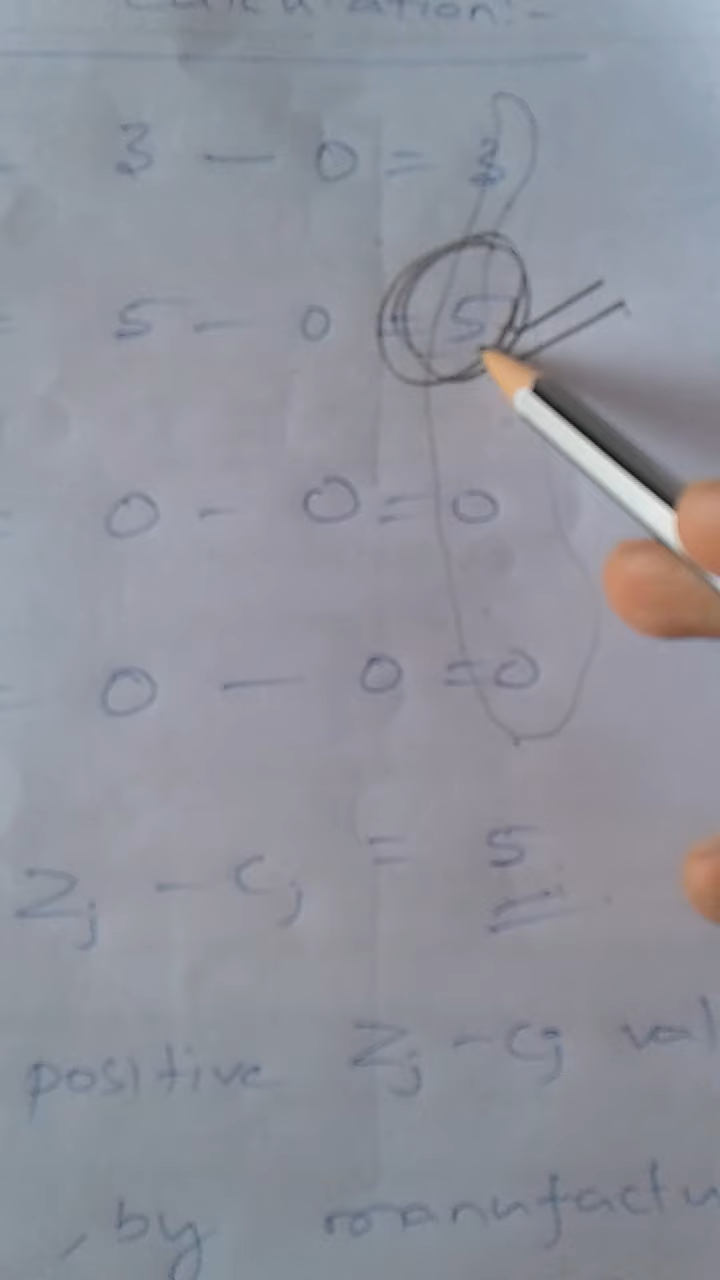 Calculation:-
3 - 0 = 3
5 - 0 = 5
0 - 0 = 0
0 - 0 = 0
Zj - Cj = 5
positive Zj - Cj
, by